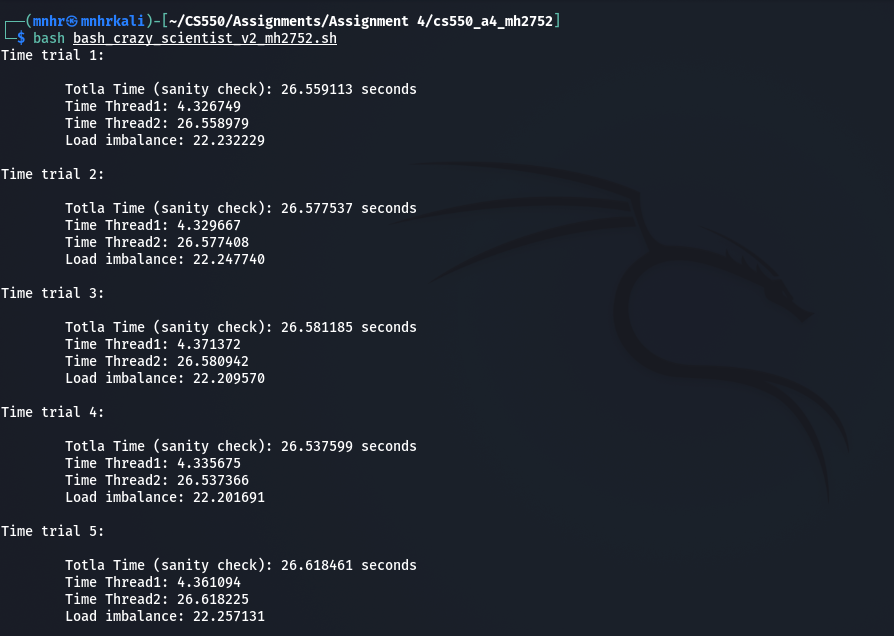 ┌──(mnhr㉿mnhrkali)-[~/CS550/Assignments/Assignment 4/cs550_a4_mh2752]
└─$ bash bash_crazy_scientist_v2_mh2752.sh
Time trial 1:
Totla Time (sanity check): 26.559113 seconds
Time Thread1: 4.326749
Time Thread2: 26.558979
Load imbalance: 22.232229
Time trial 2:
Totla Time (sanity check): 26.577537 seconds
Time Thread1: 4.329667
Time Thread2: 26.577408
Load imbalance: 22.247740
Time trial 3:
Totla Time (sanity check): 26.581185 seconds
Time Thread1: 4.371372
Time Thread2: 26.580942
Load imbalance: 22.209570
Time trial 4:
Totla Time (sanity check): 26.537599 seconds
Time Thread1: 4.335675
Time Thread2: 26.537366
Load imbalance: 22.201691
Time trial 5:
Totla Time (sanity check): 26.618461 seconds
Time Thread1: 4.361094
Time Thread2: 26.618225
Load imbalance: 22.257131